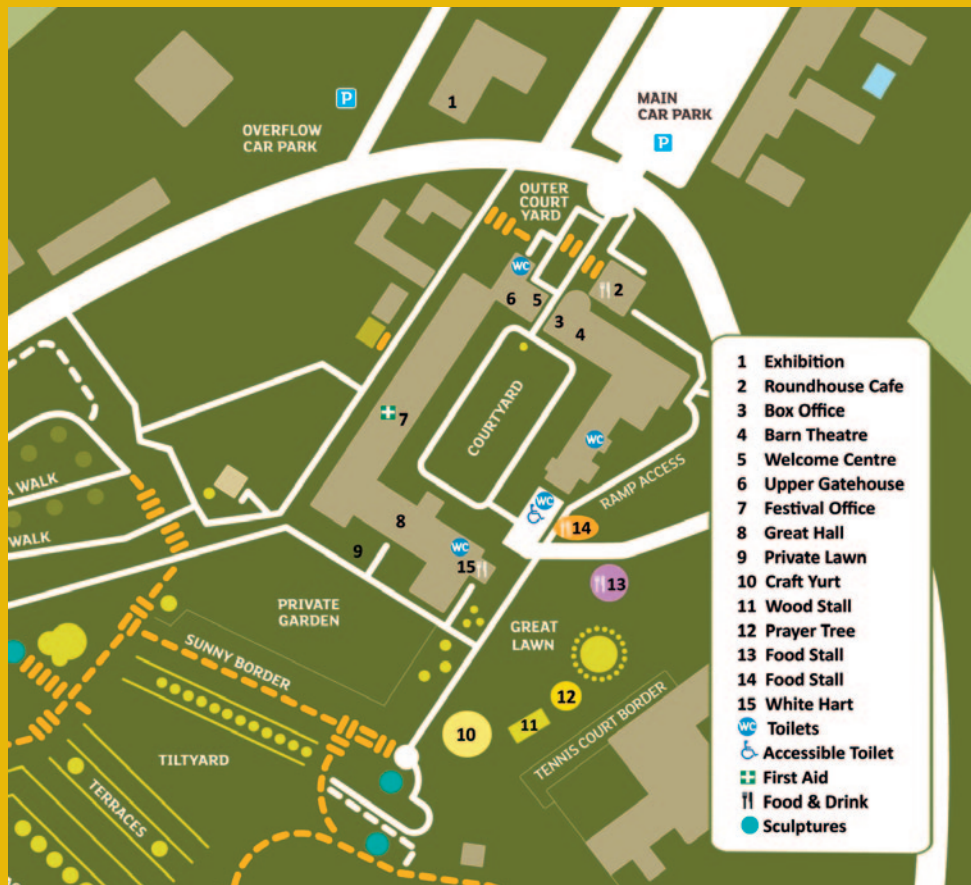 P
1
OVERFLOW
CAR PARK
MAIN
CAR PARK
P
OUTER
COURT
YARD
WC
6
5
2
3
4
7
COURTYARD
WC
RAMP ACCESS
WC
14
13
8
9
WC
15
A WALK
WALK
PRIVATE
GARDEN
GREAT
LAWN
SUNNY BORDER
12
11
10
TENNIS COURT BORDER
TILTYARD
TERRACES
1 Exhibition
2 Roundhouse Cafe
3 Box Office
4 Barn Theatre
5 Welcome Centre
6 Upper Gatehouse
7 Festival Office
8 Great Hall
9 Private Lawn
10 Craft Yurt
11 Wood Stall
12 Prayer Tree
13 Food Stall
14 Food Stall
15 White Hart
WC Toilets
Accessible Toilet
First Aid
Food & Drink
Sculptures